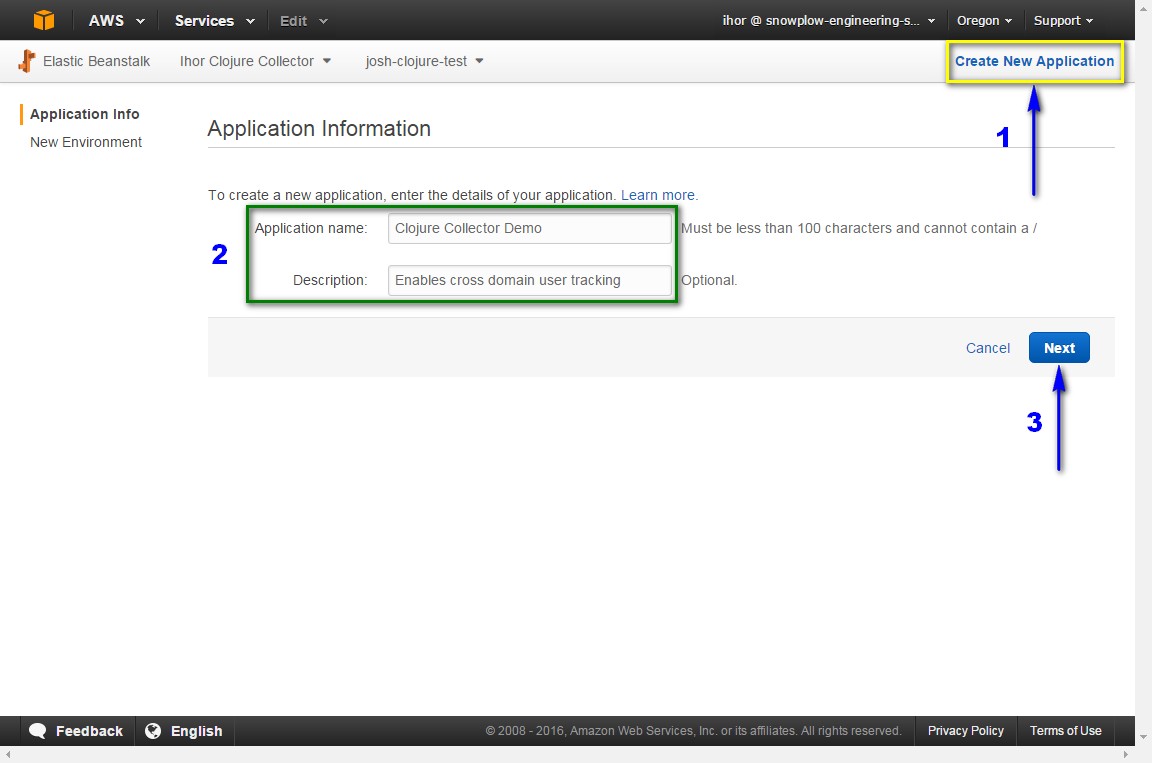 AWS Services Edit ihor @ snowplow-engineering-s... Oregon Support
Elastic Beanstalk Ihor Clojure Collector josh-clojure-test Create New Application
Application Info
New Environment
Application Information
1
To create a new application, enter the details of your application. Learn more.
Application name: Clojure Collector Demo Must be less than 100 characters and cannot contain a /
2
Description: Enables cross domain user tracking Optional.
Cancel Next
3
Feedback English © 2008 - 2016, Amazon Web Services, Inc. or its affiliates. All rights reserved. Privacy Policy Terms of Use